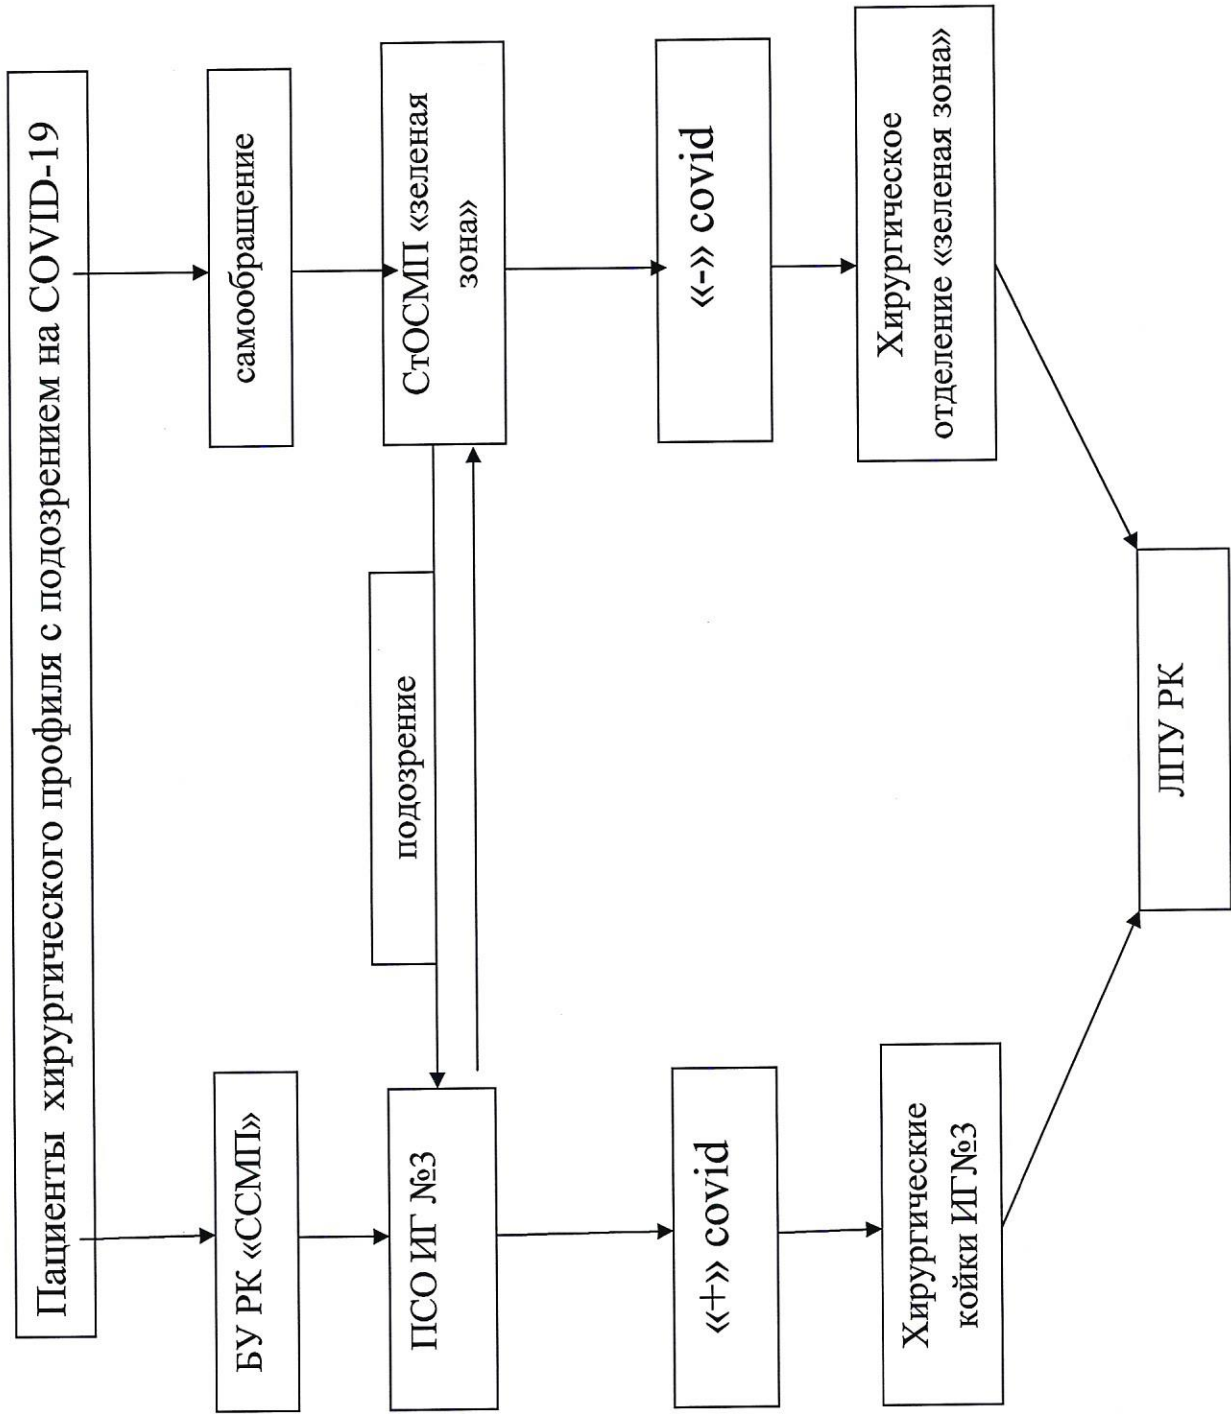 Пациенты хирургического профиля с подозрением на COVID-19
БУ РК «ССМП»
самообращение
ПСО ИГ №3
подозрение
СтОСМП «зеленая
зона»
«+» covid
«-» covid
Хирургические
койки ИГ№3
Хирургическое
отделение «зеленая зона»
ЛПУ РК